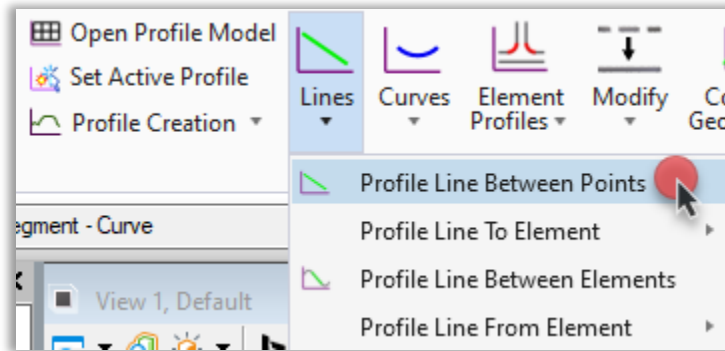 Open Profile Model
Set Active Profile
Profile Creation
Lines
Curves
Element
Profiles
Modify
Profile Line Between Points
Profile Line To Element
Profile Line Between Elements
Profile Line From Element
egment - Curve
View 1, Default